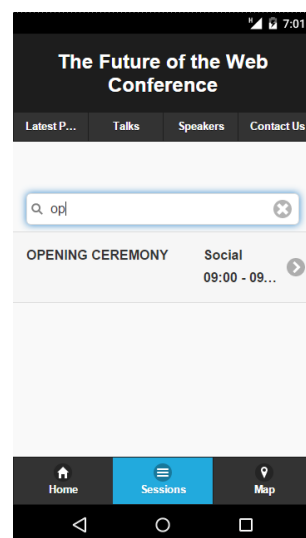 7:01
The Future of the Web
Conference
Latest P... Talks Speakers Contact Us
op
OPENING CEREMONY Social
09:00 - 09...
Home Sessions Map